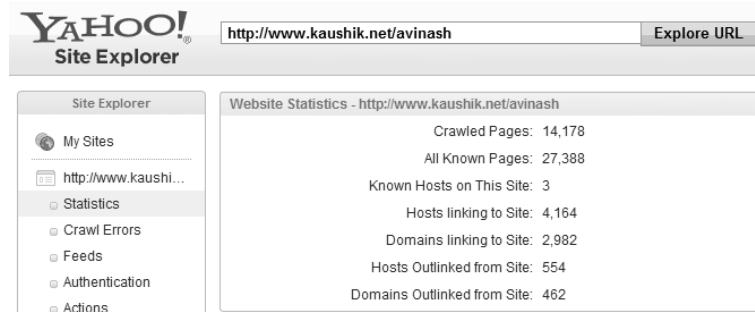 YAHOO!®
Site Explorer
http://www.kaushik.net/avinash
Explore URL
Site Explorer
My Sites
http://www.kaushi...
Statistics
Crawl Errors
Feeds
Authentication
Actions
Website Statistics - http://www.kaushik.net/avinash
Crawled Pages: 14,178
All Known Pages: 27,388
Known Hosts on This Site: 3
Hosts linking to Site: 4,164
Domains linking to Site: 2,982
Hosts Outlinked from Site: 554
Domains Outlinked from Site: 462